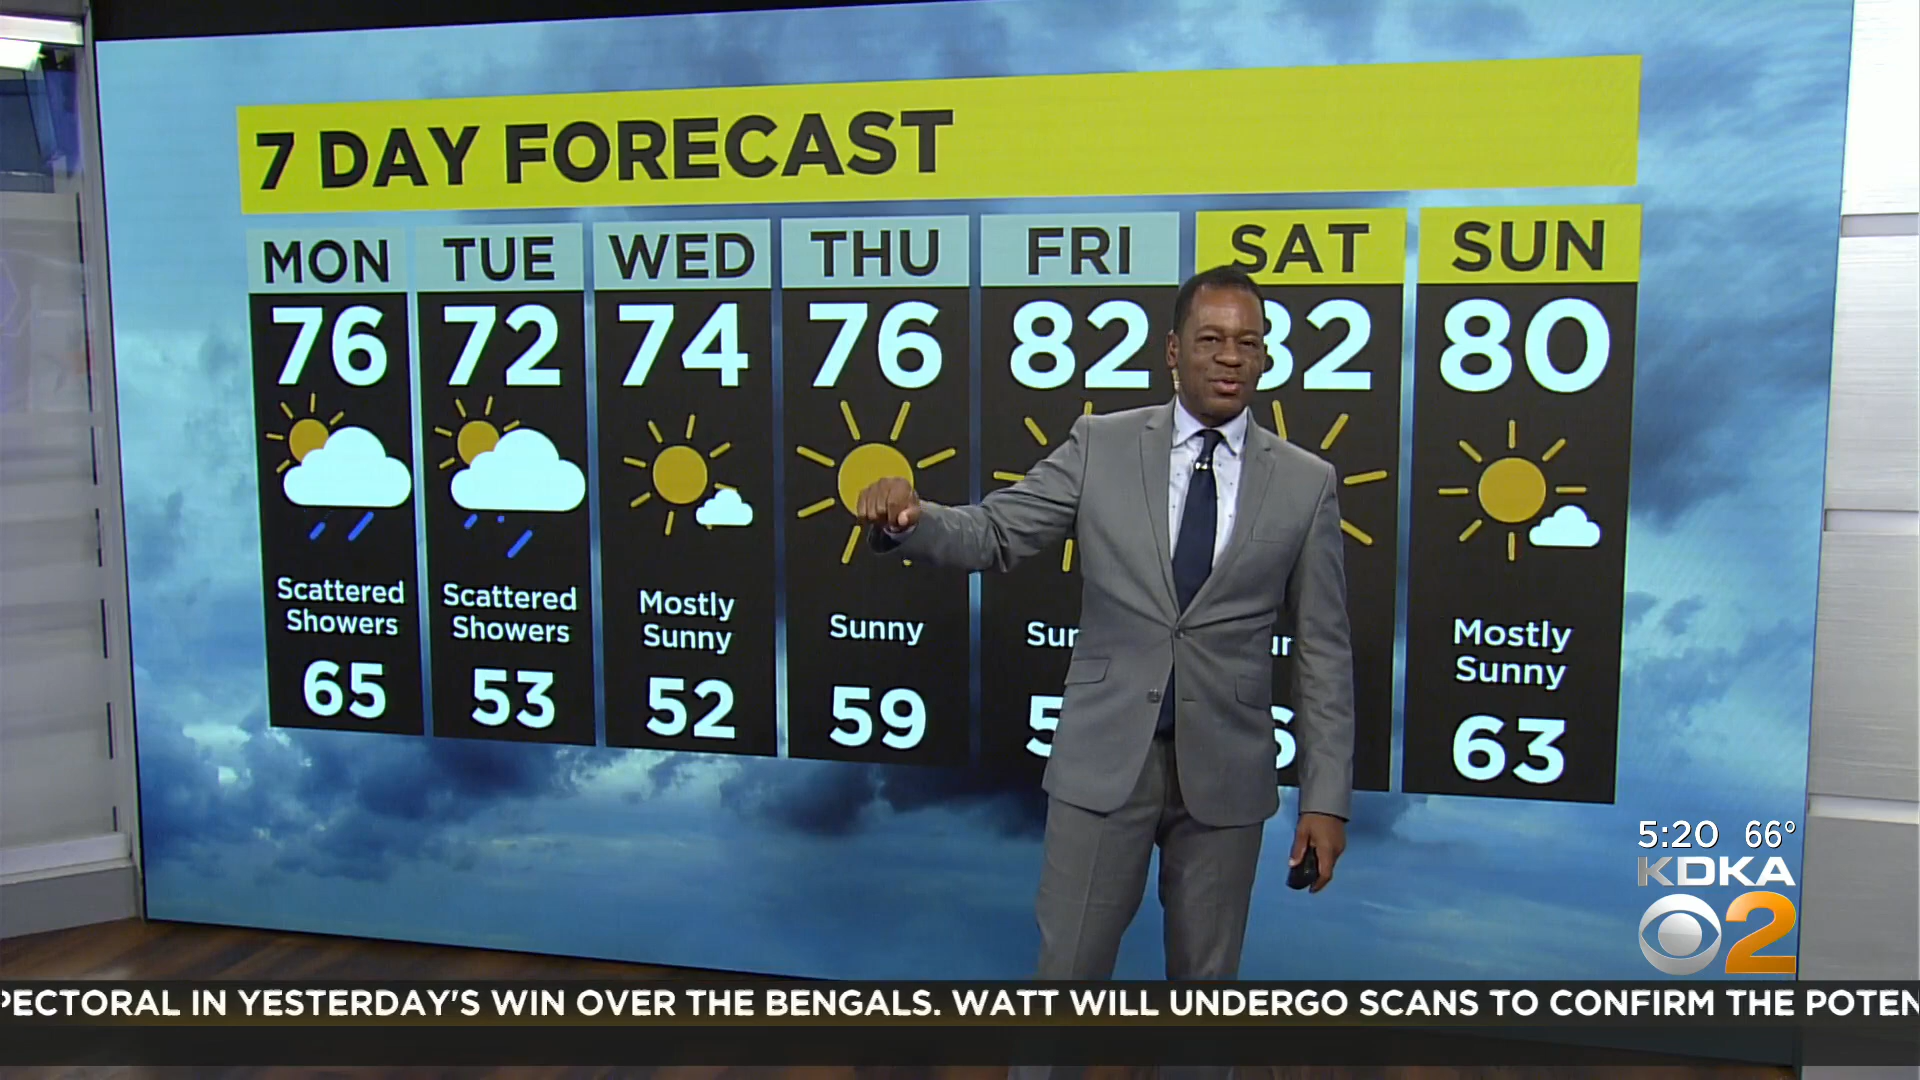 7 DAY FORECAST
MON TUE WED THU FRI SAT SUN
76 72 74 76 82 82 80
Scattered Showers
Scattered Showers
Mostly Sunny
Sunny
Mostly Sunny
65 53 52 59 63
5:20 66°
KDKA
2
PECTORAL IN YESTERDAY'S WIN OVER THE BENGALS. WATT WILL UNDERGO SCANS TO CONFIRM THE POTEN